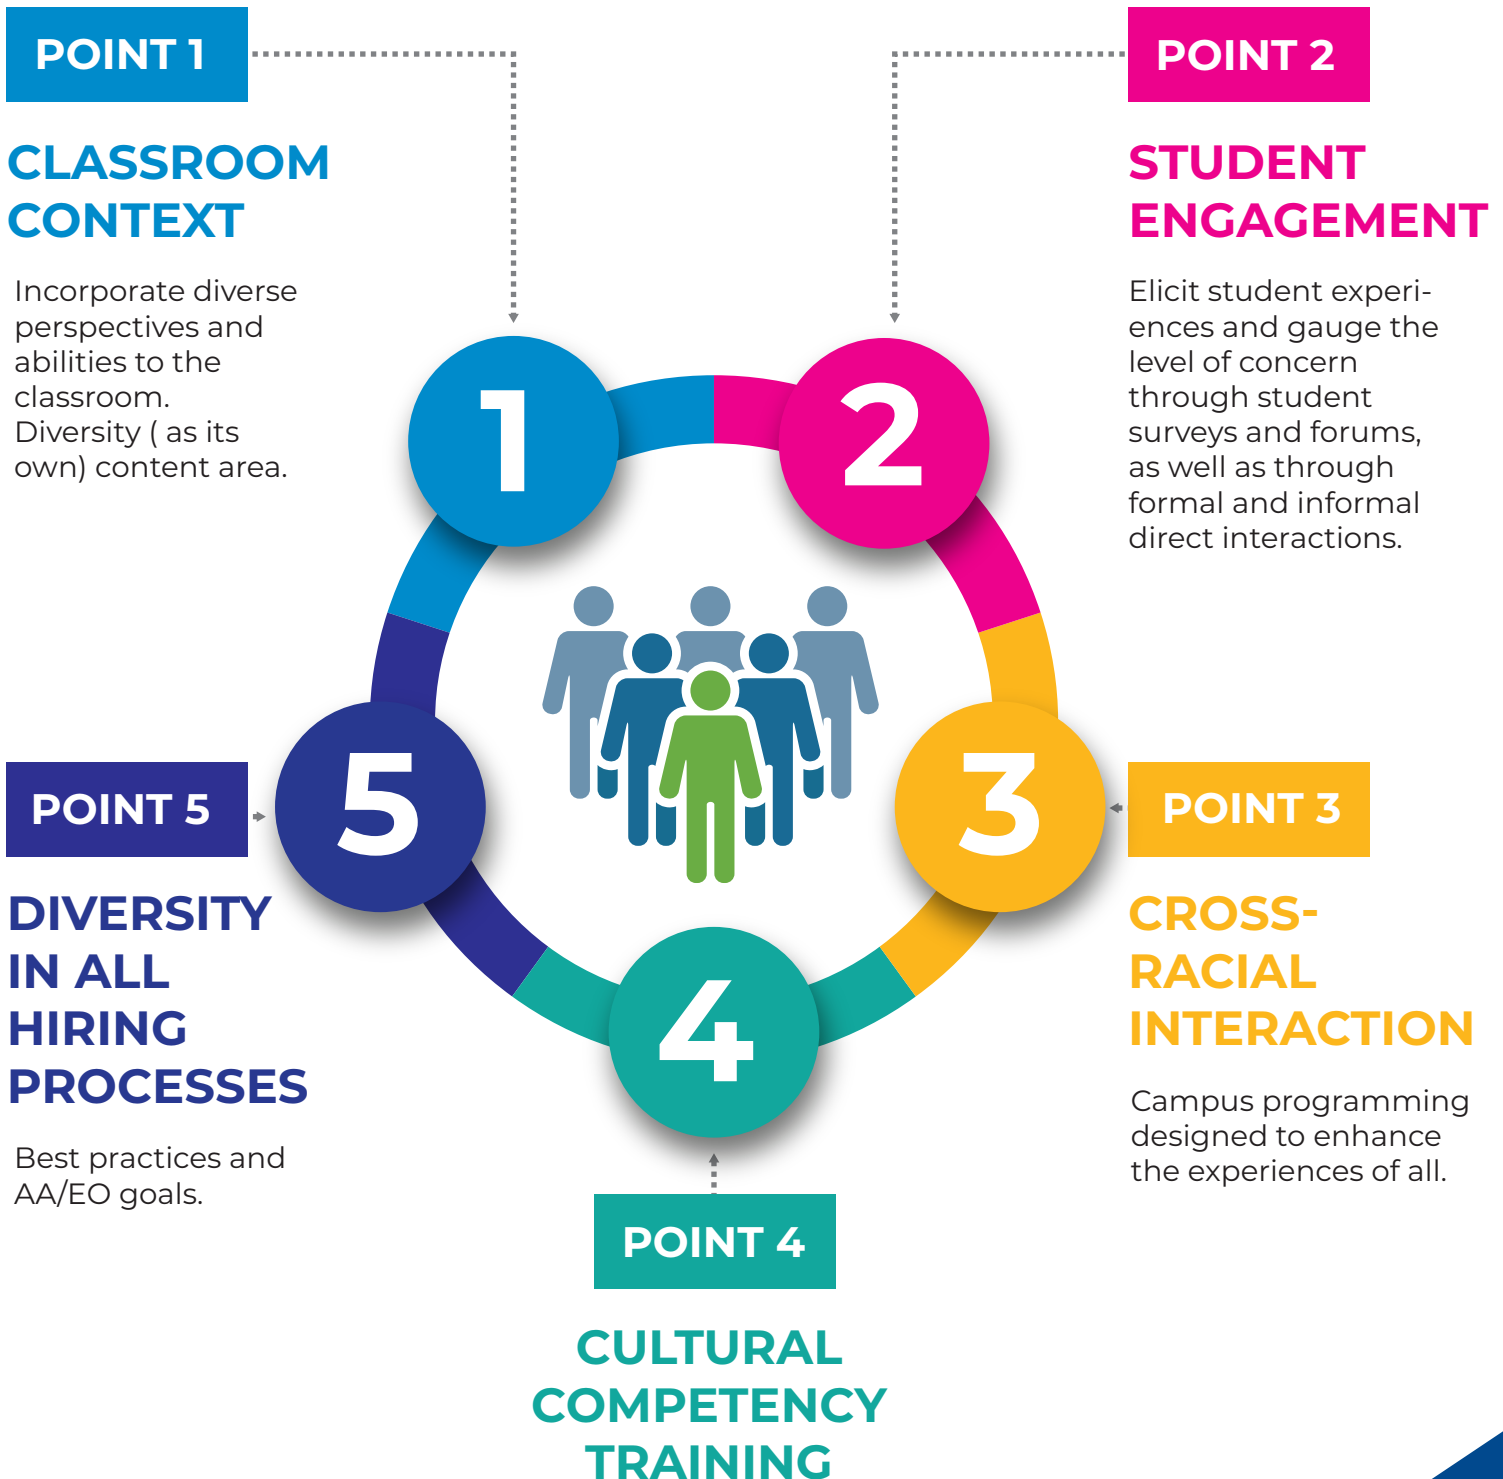 POINT 1
CLASSROOM
CONTEXT
Incorporate diverse
perspectives and
abilities to the
classroom.
Diversity ( as its
own) content area.
POINT 2
STUDENT
ENGAGEMENT
Elicit student experi-
ences and gauge the
level of concern
through student
surveys and forums,
as well as through
formal and informal
direct interactions.
1
2
3
4
5
POINT 3
CROSS-
RACIAL
INTERACTION
Campus programming
designed to enhance
the experiences of all.
POINT 4
CULTURAL
COMPETENCY
TRAINING
POINT 5
DIVERSITY
IN ALL
HIRING
PROCESSES
Best practices and
AA/EO goals.